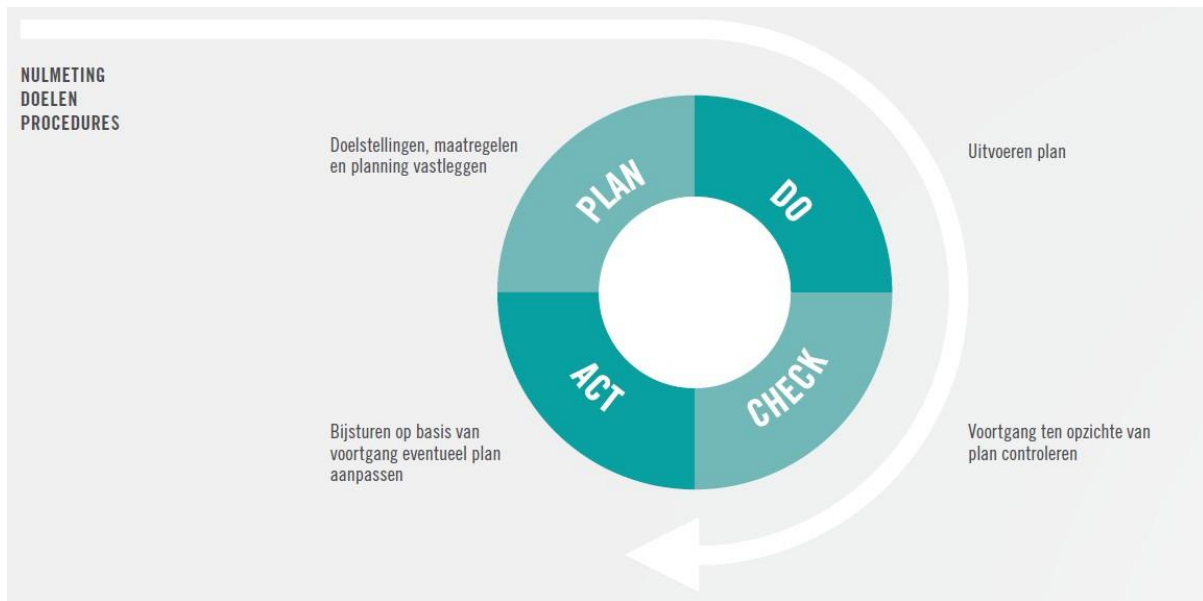 NULMETING
DOELEN
PROCEDURES
Doelstellingen, maatregelen
en planning vastleggen
PLAN
DO
Uitvoeren plan
ACT
CHECK
Bijsturen op basis van
voortgang eventueel plan
aanpassen
Voortgang ten opzichte van
plan controleren